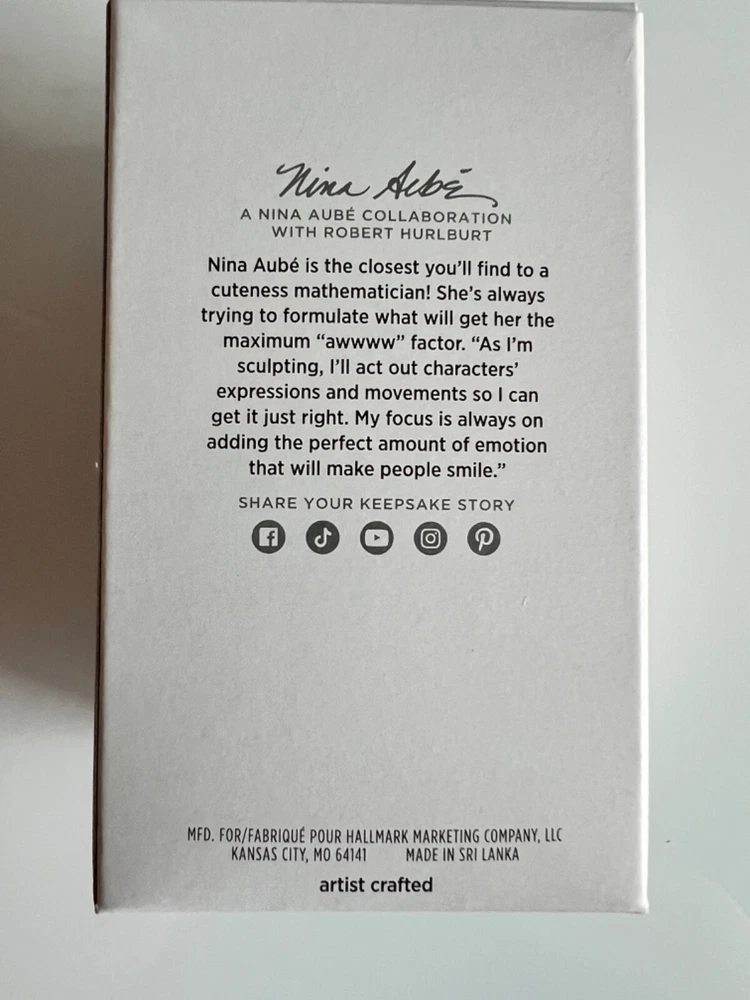 Nina Aubé
A NINA AUBÉ COLLABORATION
WITH ROBERT HURLBURT
Nina Aubé is the closest you’ll find to a
cuteness mathematician! She’s always
trying to formulate what will get her the
maximum “awwww” factor. “As I’m
sculpting, I’ll act out characters’
expressions and movements so I can
get it just right. My focus is always on
adding the perfect amount of emotion
that will make people smile.”
SHARE YOUR KEEPSAKE STORY
MFD. FOR/FABRIQUÉ POUR HALLMARK MARKETING COMPANY, LLC
KANSAS CITY, MO 64141 MADE IN SRI LANKA
artist crafted